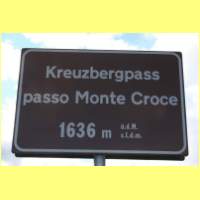 Kreuzbergpass
passo Monte Croce
1636 m ü.d.M.
s.l.d.m.